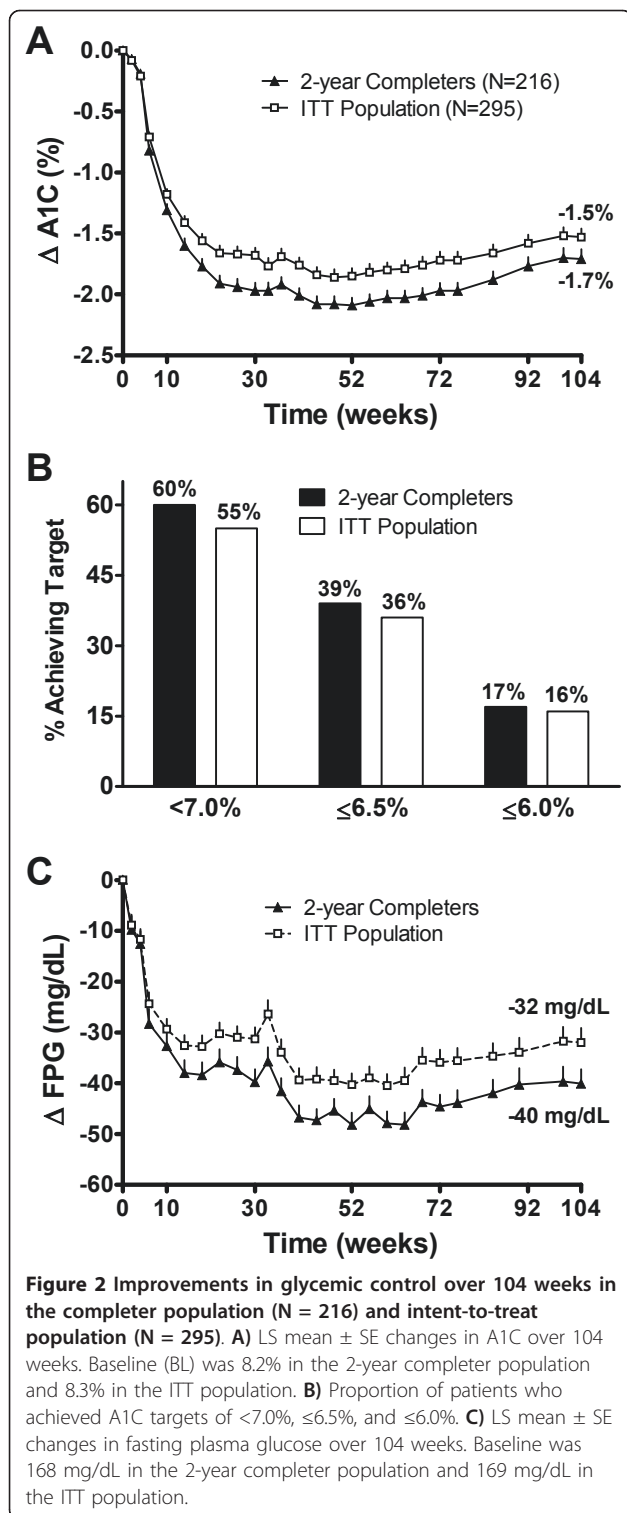 A
0.0
-0.5
-1.0
-1.5
-2.0
-2.5
Δ A1C (%)
2-year Completers (N=216)
ITT Population (N=295)
-1.5%
-1.7%
0 10 30 52 72 92 104
Time (weeks)
B
60
45
30
15
0
% Achieving Target
2-year Completers
ITT Population
60% 55%
39% 36%
17% 16%
<7.0% ≤6.5% ≤6.0%
C
0
-10
-20
-30
-40
-50
-60
Δ FPG (mg/dL)
2-year Completers
ITT Population
-32 mg/dL
-40 mg/dL
0 10 30 52 72 92 104
Time (weeks)
Figure 2 Improvements in glycemic control over 104 weeks in
the completer population (N = 216) and intent-to-treat
population (N = 295). A) LS mean ± SE changes in A1C over 104
weeks. Baseline (BL) was 8.2% in the 2-year completer population
and 8.3% in the ITT population. B) Proportion of patients who
achieved A1C targets of <7.0%, ≤6.5%, and ≤6.0%. C) LS mean ± SE
changes in fasting plasma glucose over 104 weeks. Baseline was
168 mg/dL in the 2-year completer population and 169 mg/dL in
the ITT population.